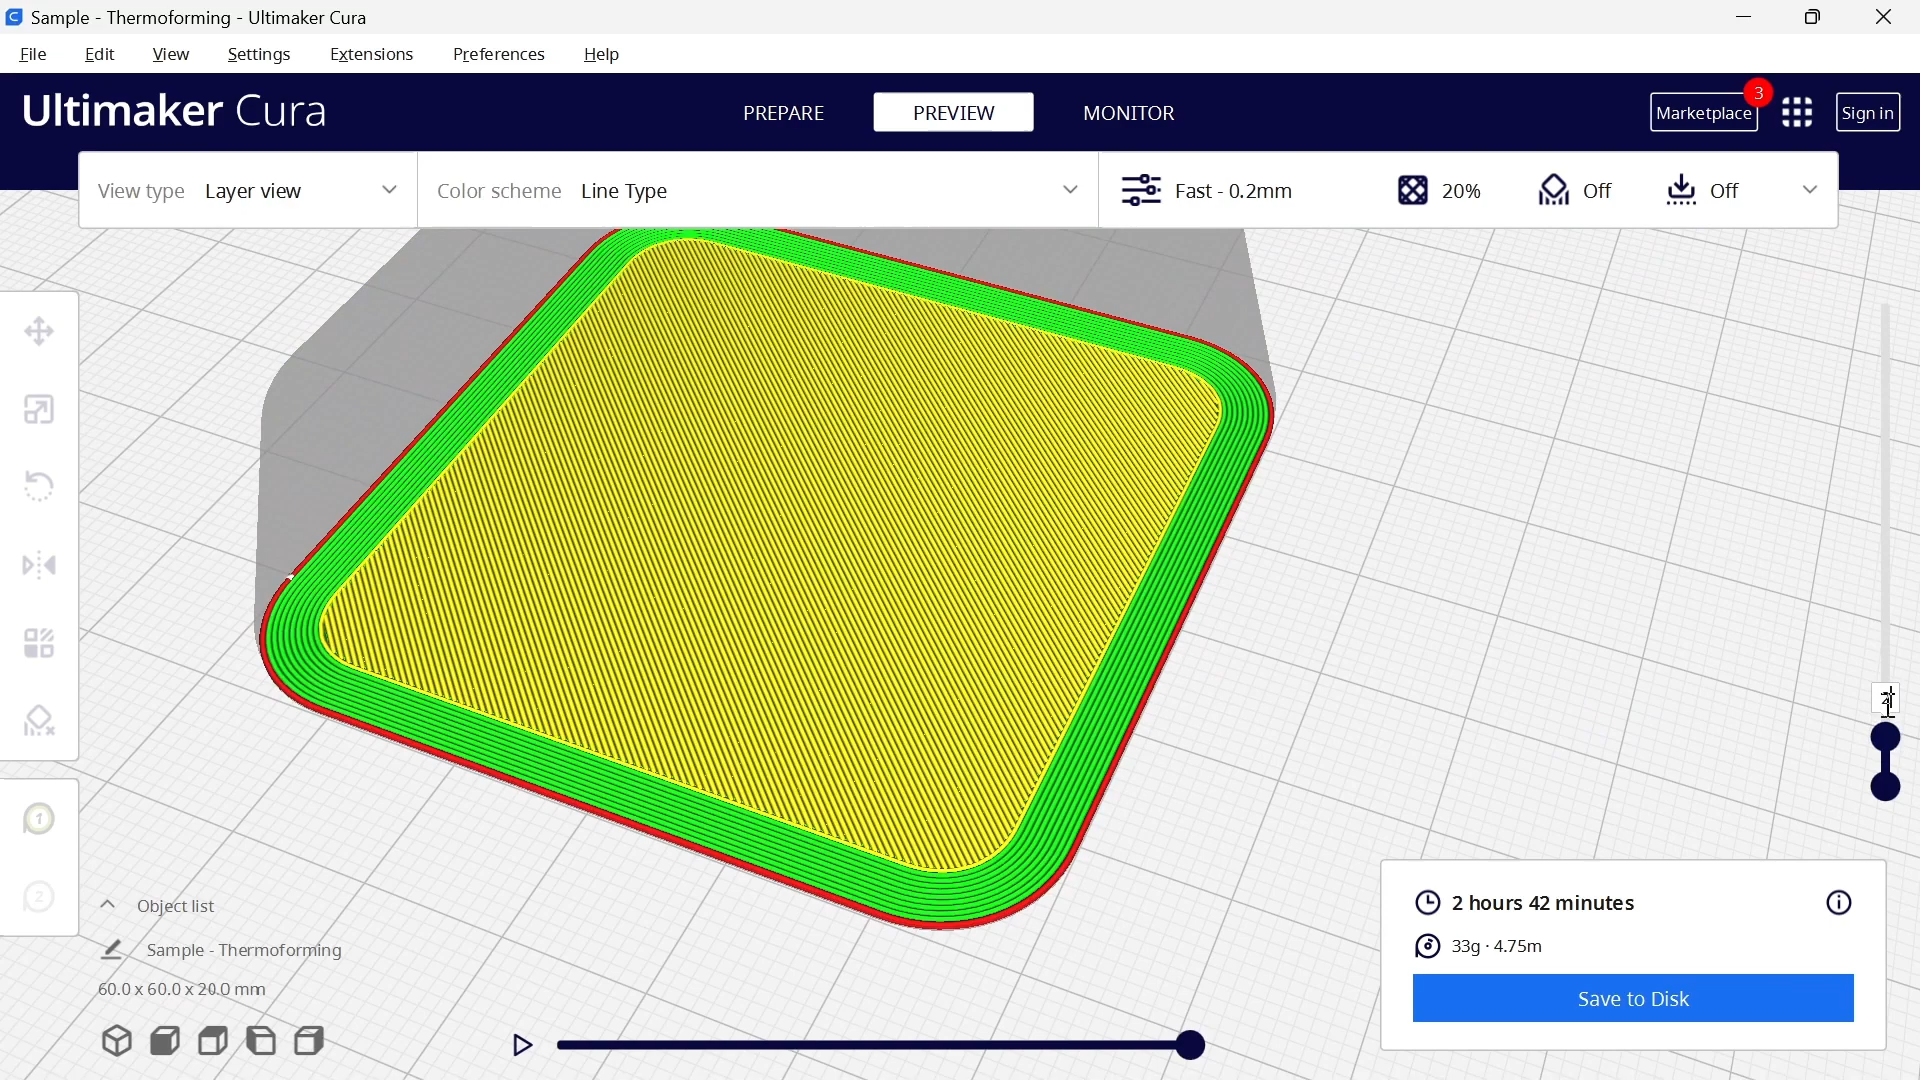 Sample - Thermoforming - Ultimaker Cura
File Edit View Settings Extensions Preferences Help
Ultimaker Cura
PREPARE PREVIEW MONITOR
Marketplace 3 Sign in
View type Layer view Color scheme Line Type Fast - 0.2mm 20% Off Off
1
2
Object list
Sample - Thermoforming
60.0 x 60.0 x 20.0 mm
2 hours 42 minutes
33g · 4.75m
Save to Disk